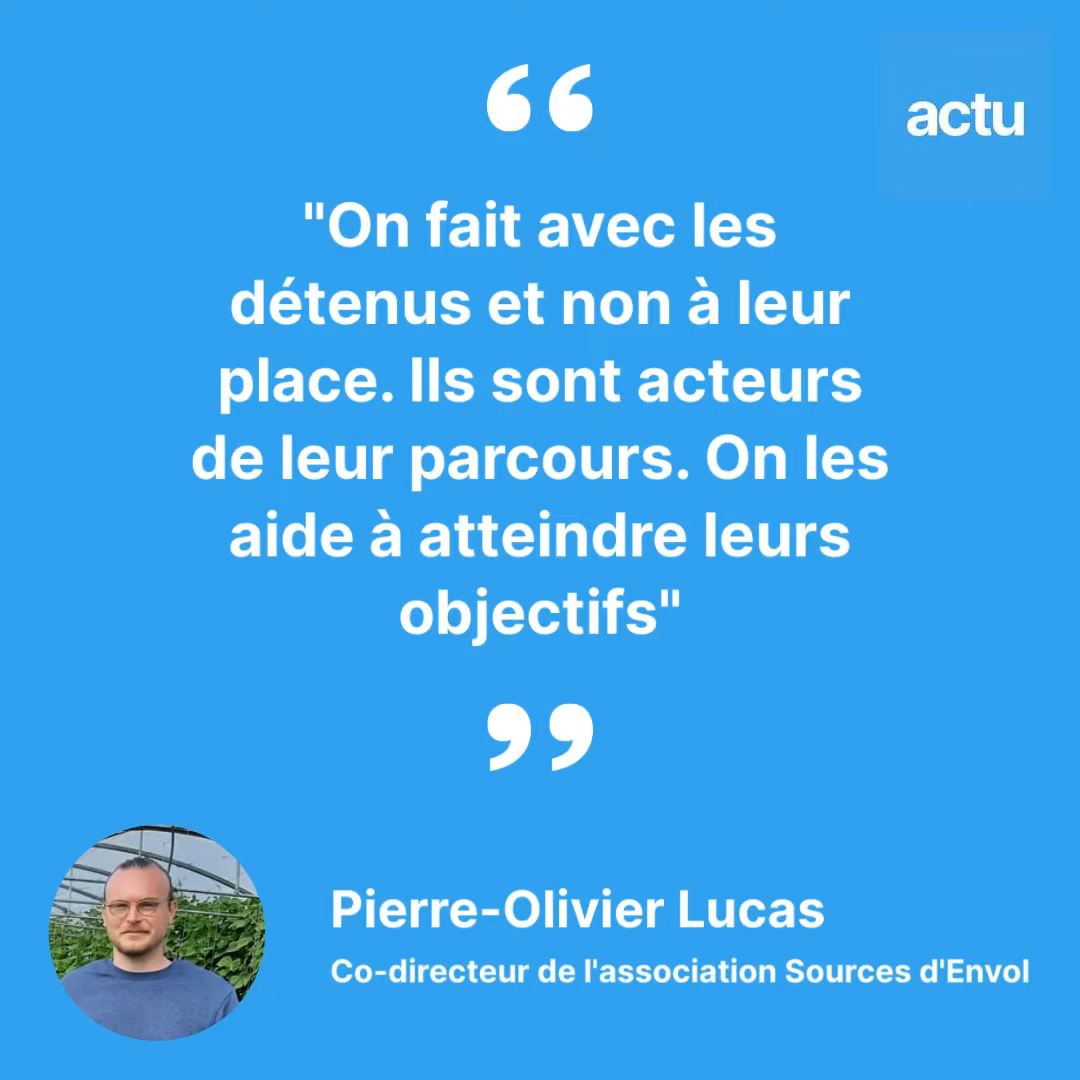 “
actu
"On fait avec les
détenus et non à leur
place. Ils sont acteurs
de leur parcours. On les
aide à atteindre leurs
objectifs"
”
Pierre-Olivier Lucas
Co-directeur de l'association Sources d'Envol